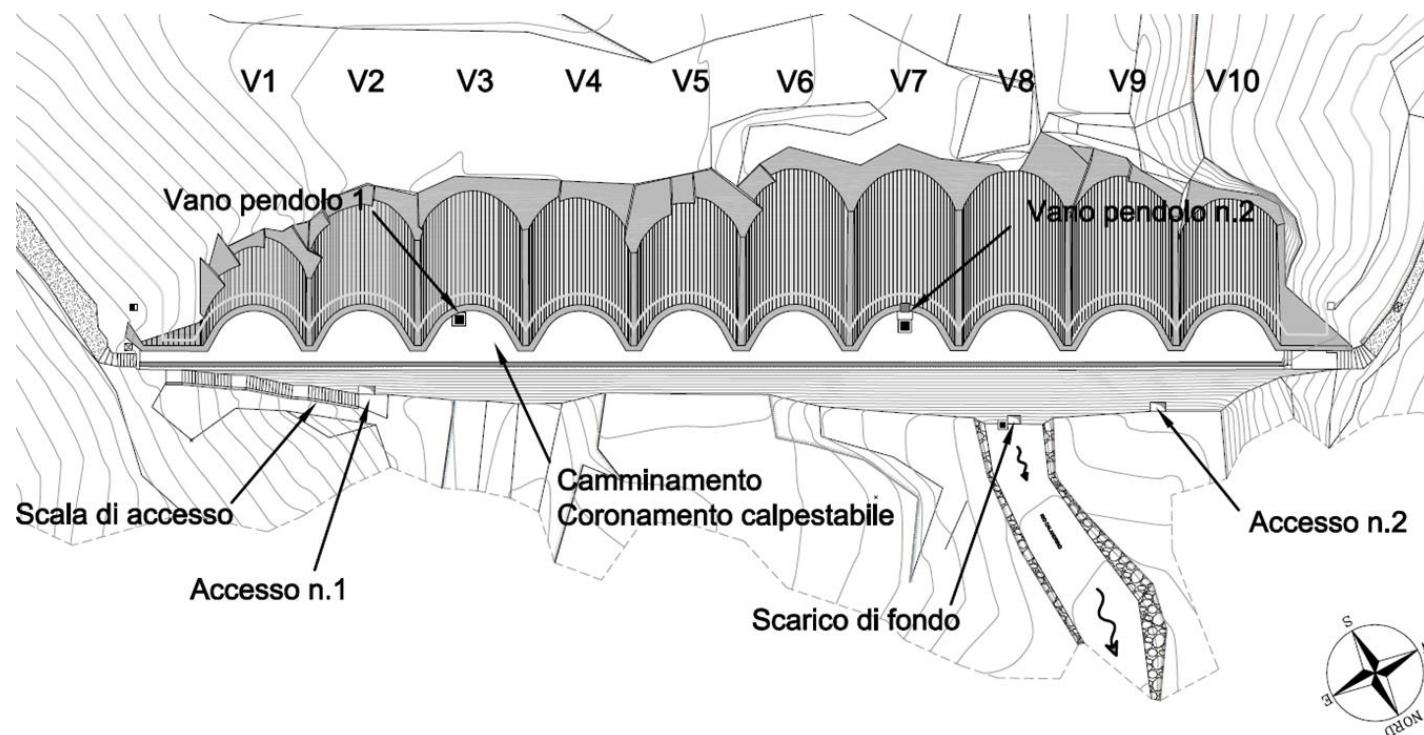 V1 V2 V3 V4 V5 V6 V7 V8 V9 V10
Vano pendolo 1
Vano pendolo n.2
Camminamento
Coronamento calpestabile
Scala di accesso
Accesso n.2
Accesso n.1
Scarico di fondo
S
E
NORD